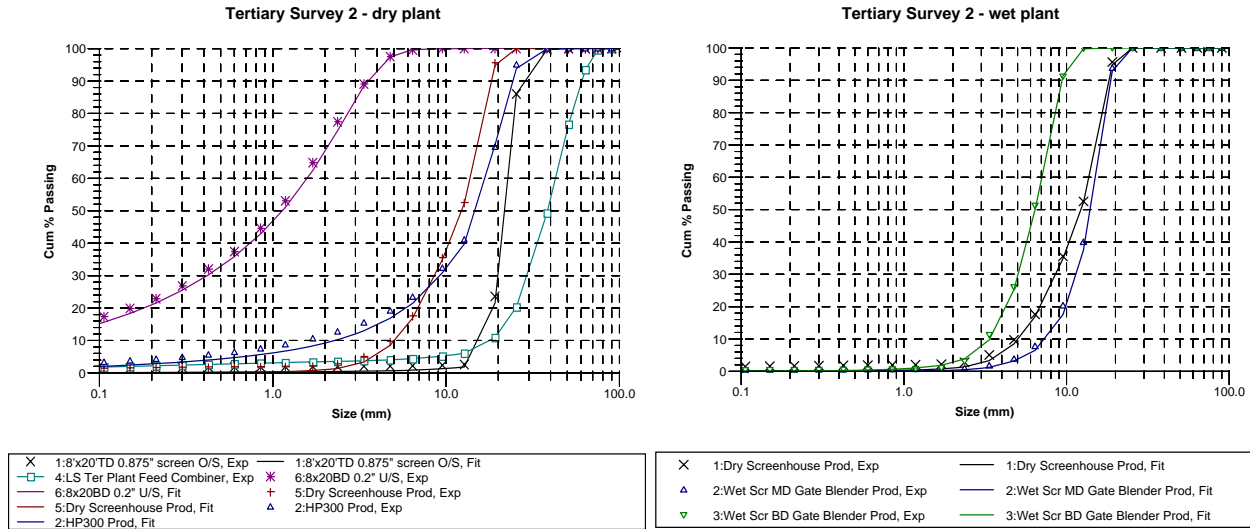 Tertiary Survey 2 - dry plant
100
90
80
70
60
50
40
30
20
10
0
Cum % Passing
0.1
1.0
10.0
100.0
Size (mm)
1:8'x20'TD 0.875" screen O/S, Exp
1:8'x20'TD 0.875" screen O/S, Fit
4:LS Ter Plant Feed Combiner, Exp
6:8x20BD 0.2" U/S, Exp
6:8x20BD 0.2" U/S, Fit
5:Dry Screenhouse Prod, Exp
5:Dry Screenhouse Prod, Fit
2:HP300 Prod, Exp
2:HP300 Prod, Fit
Tertiary Survey 2 - wet plant
100
90
80
70
60
50
40
30
20
10
0
Cum % Passing
0.1
1.0
10.0
100.0
Size (mm)
1:Dry Screenhouse Prod, Exp
1:Dry Screenhouse Prod, Fit
2:Wet Scr MD Gate Blender Prod, Exp
2:Wet Scr MD Gate Blender Prod, Fit
3:Wet Scr BD Gate Blender Prod, Exp
3:Wet Scr BD Gate Blender Prod, Fit